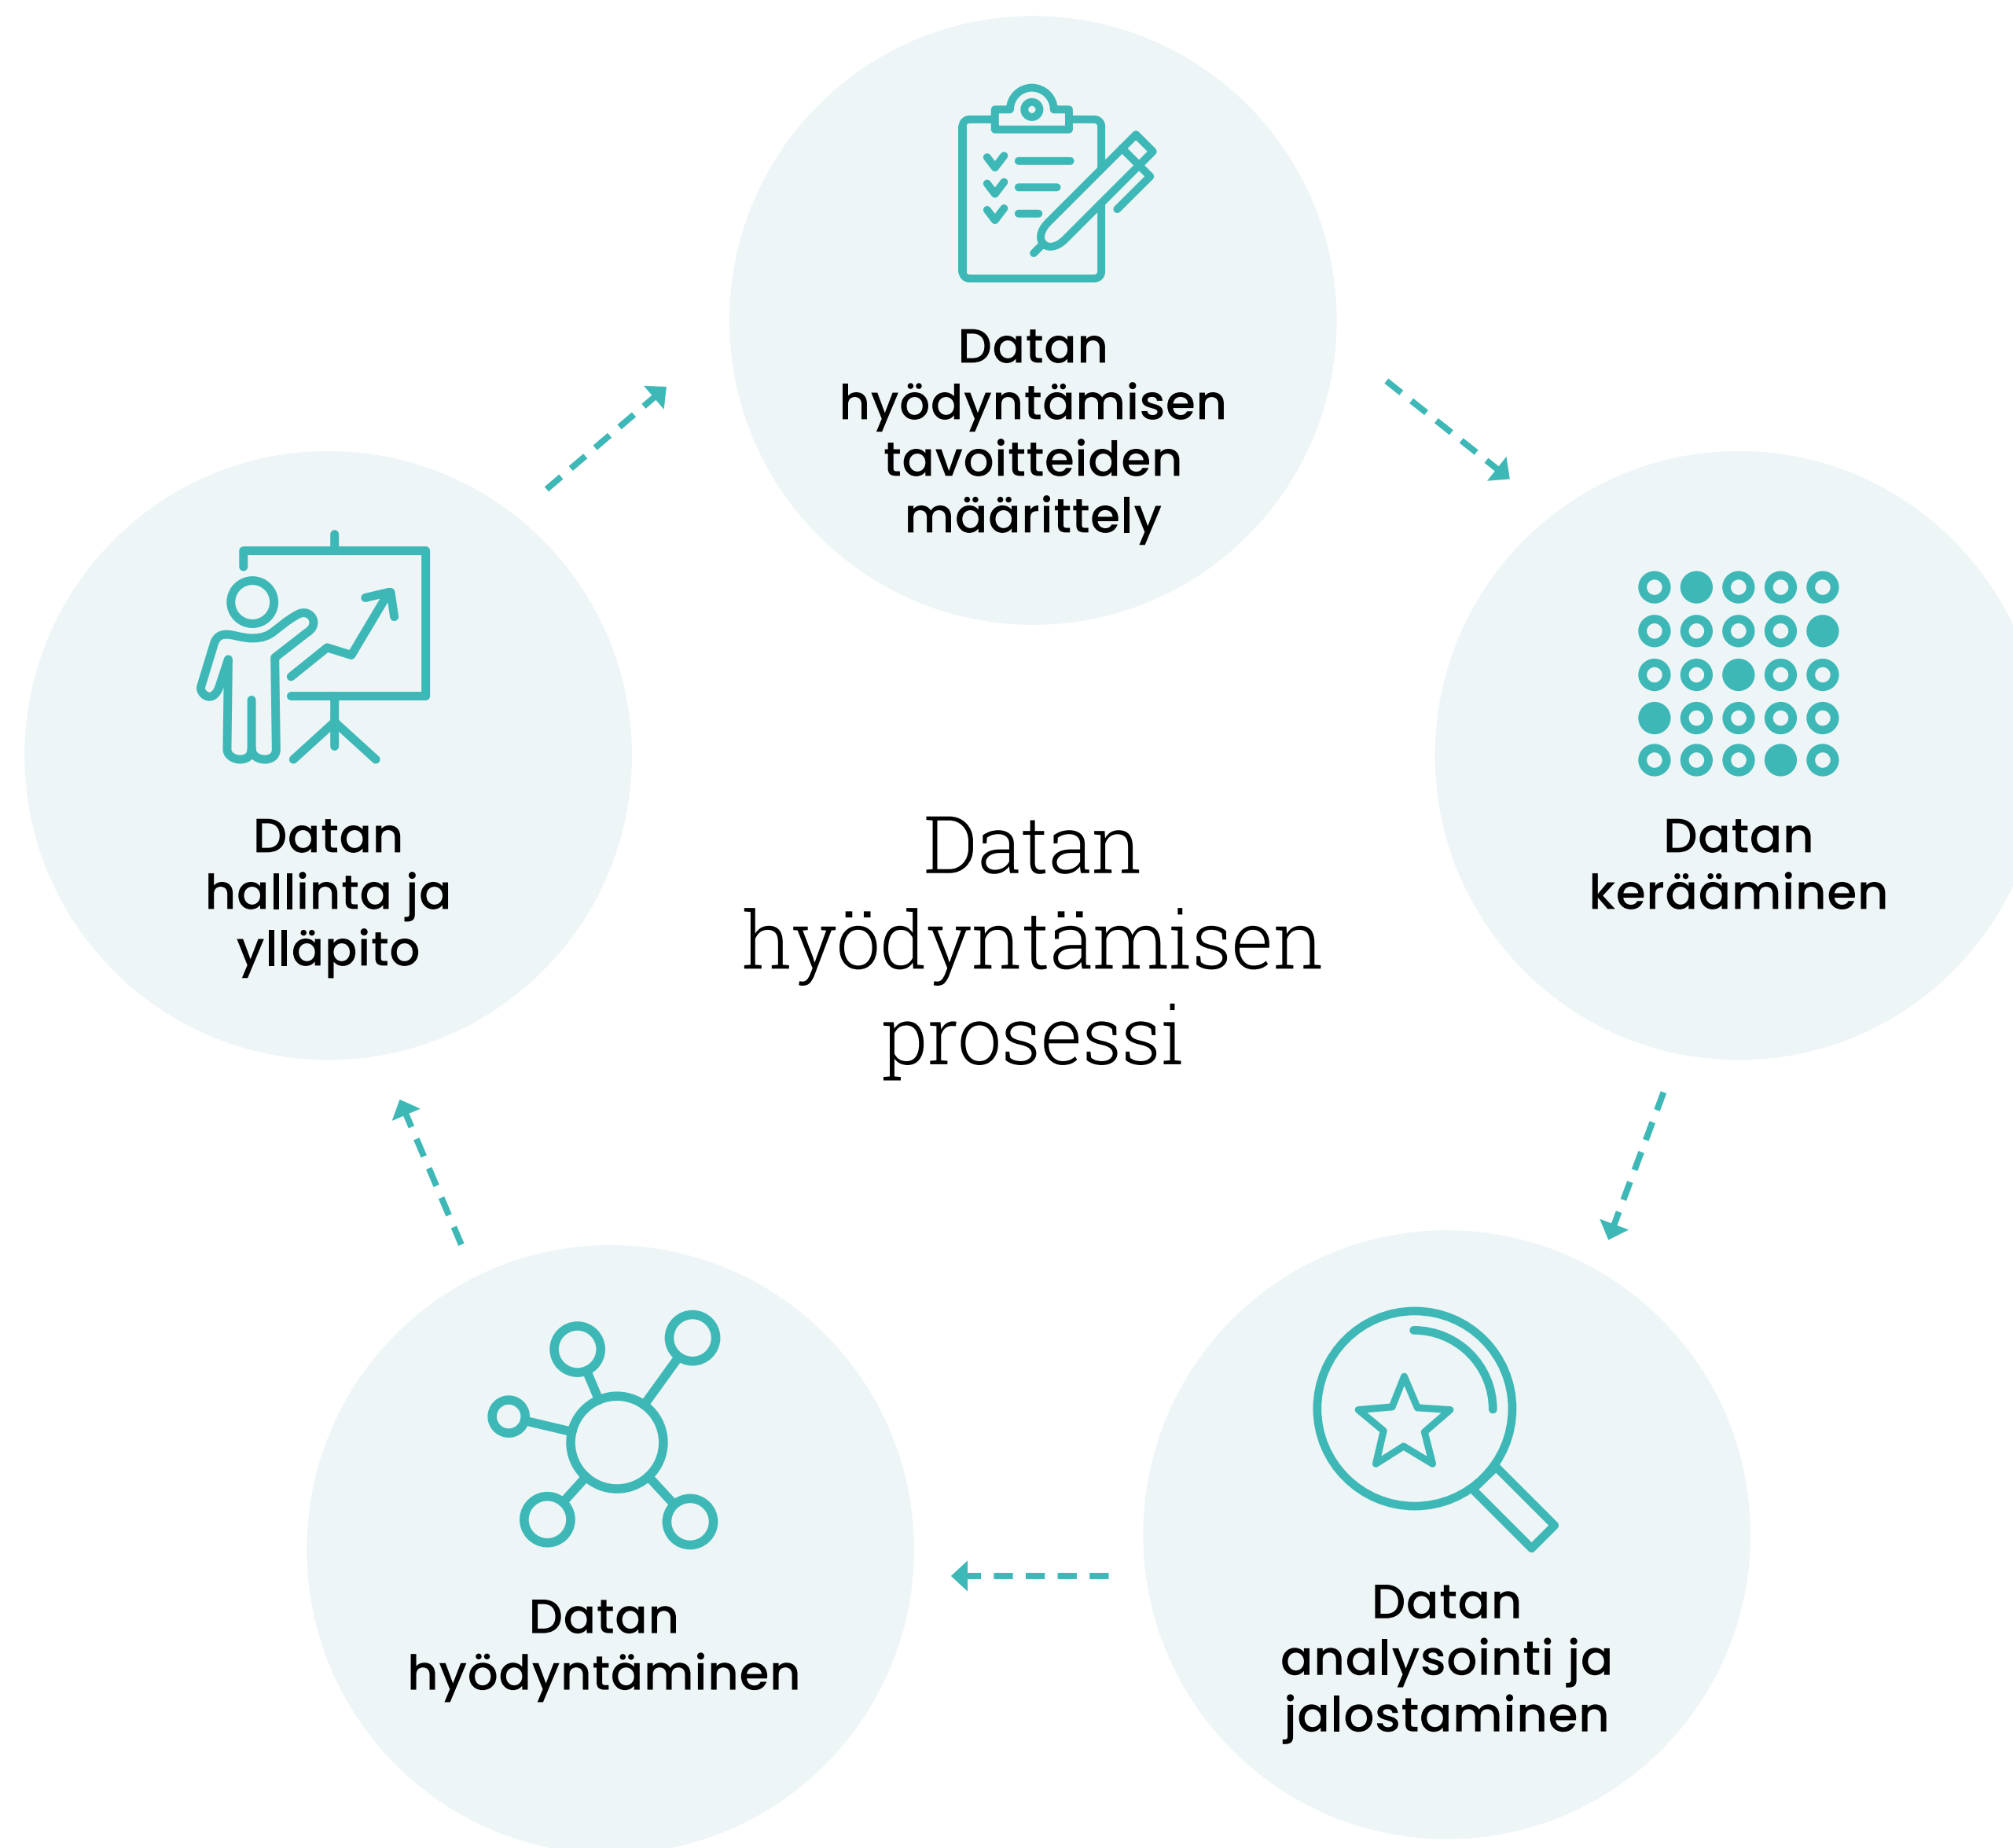 Datan
hyödyntämisen
tavoitteiden
määrittely
Datan
kerääminen
Datan
analysointi ja
jalostaminen
Datan
hyödyntäminen
Datan
hallinta ja
ylläpito
Datan
hyödyntämisen
prosessi